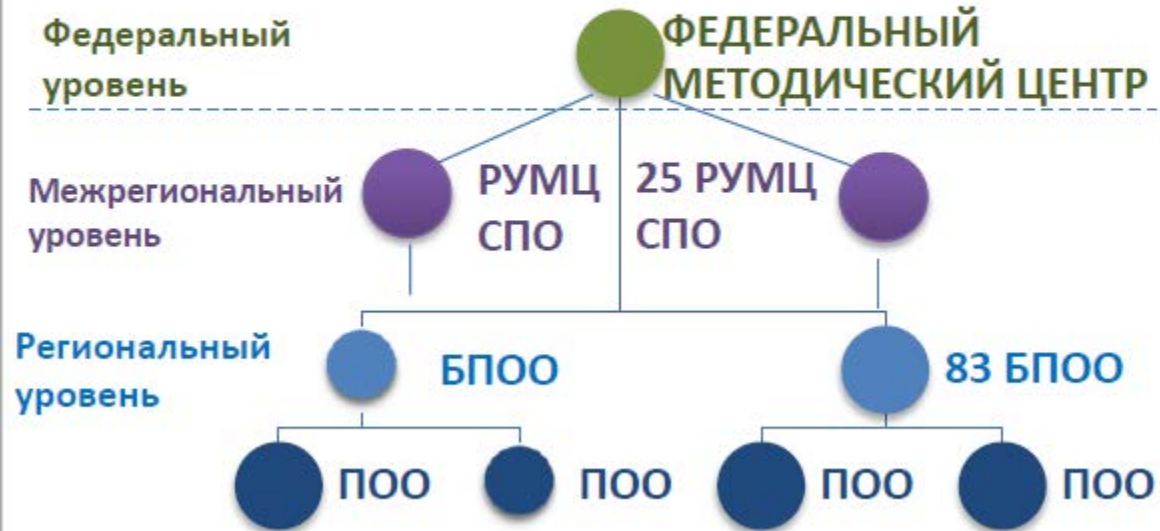 Федеральный
уровень
ФЕДЕРАЛЬНЫЙ
МЕТОДИЧЕСКИЙ ЦЕНТР
Межрегиональный
уровень
РУМЦ
СПО
25 РУМЦ
СПО
Региональный
уровень
БПОО
83 БПОО
ПОО
ПОО
ПОО
ПОО